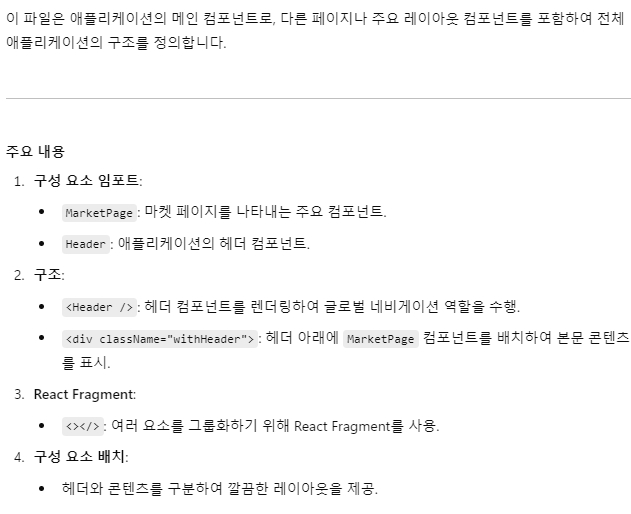 이 파일은 애플리케이션의 메인 컴포넌트로, 다른 페이지나 주요 레이아웃 컴포넌트를 포함하여 전체
애플리케이션의 구조를 정의합니다.
주요 내용
1. 구성 요소 임포트:
• MarketPage : 마켓 페이지를 나타내는 주요 컴포넌트.
• Header : 애플리케이션의 헤더 컴포넌트.
2. 구조:
• <Header /> : 헤더 컴포넌트를 렌더링하여 글로벌 네비게이션 역할을 수행.
• <div className="withHeader"> : 헤더 아래에 MarketPage 컴포넌트를 배치하여 본문 콘텐츠
를 표시.
3. React Fragment:
• <></> : 여러 요소를 그룹화하기 위해 React Fragment를 사용.
4. 구성 요소 배치:
• 헤더와 콘텐츠를 구분하여 깔끔한 레이아웃을 제공.